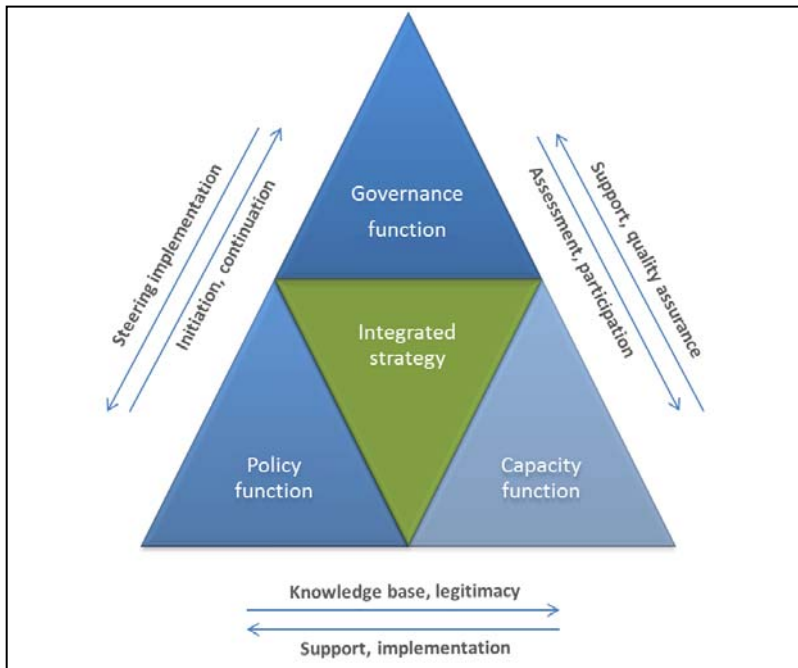 Governance
function
Steering implementation
Initiation, continuation
Support, quality assurance
Assessment, participation
Integrated
strategy
Policy
function
Capacity
function
Knowledge base, legitimacy
Support, implementation